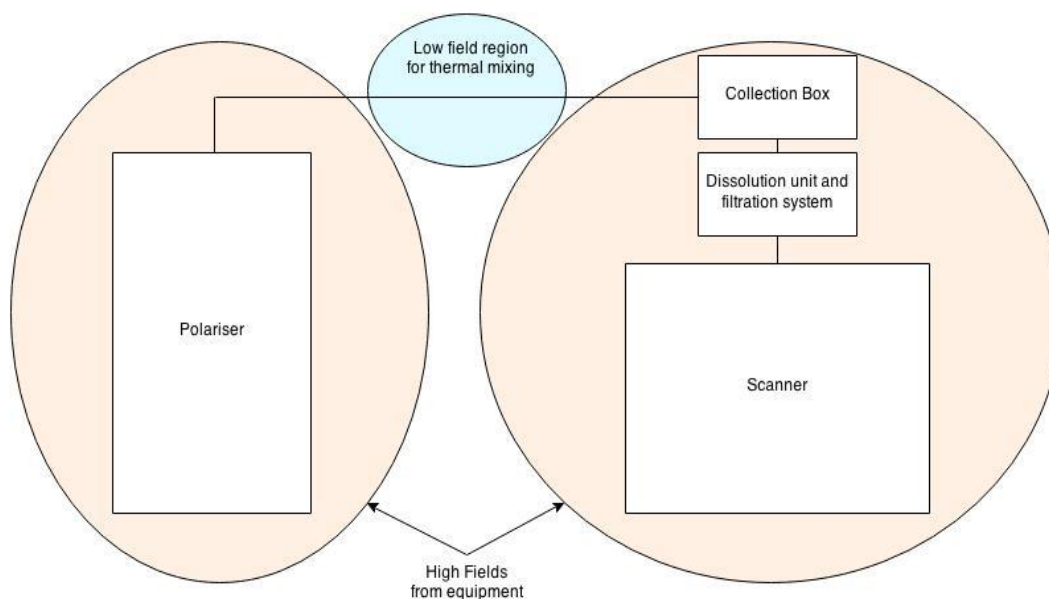 Low field region
for thermal mixing
Collection Box
Dissolution unit and
filtration system
Polariser
Scanner
High Fields
from equipment